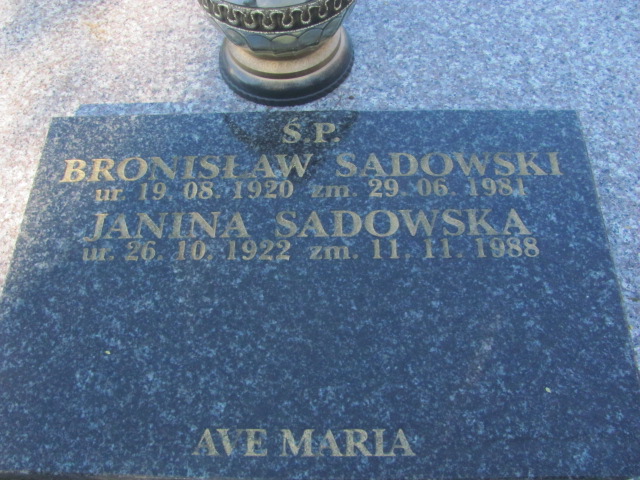 Ś.P.
BRONISŁAW SADOWSKI
ur. 19. 08. 1920 zm. 29. 06. 1981
JANINA SADOWSKA
ur. 26. 10. 1922 zm. 11. 11. 1988
AVE MARIA